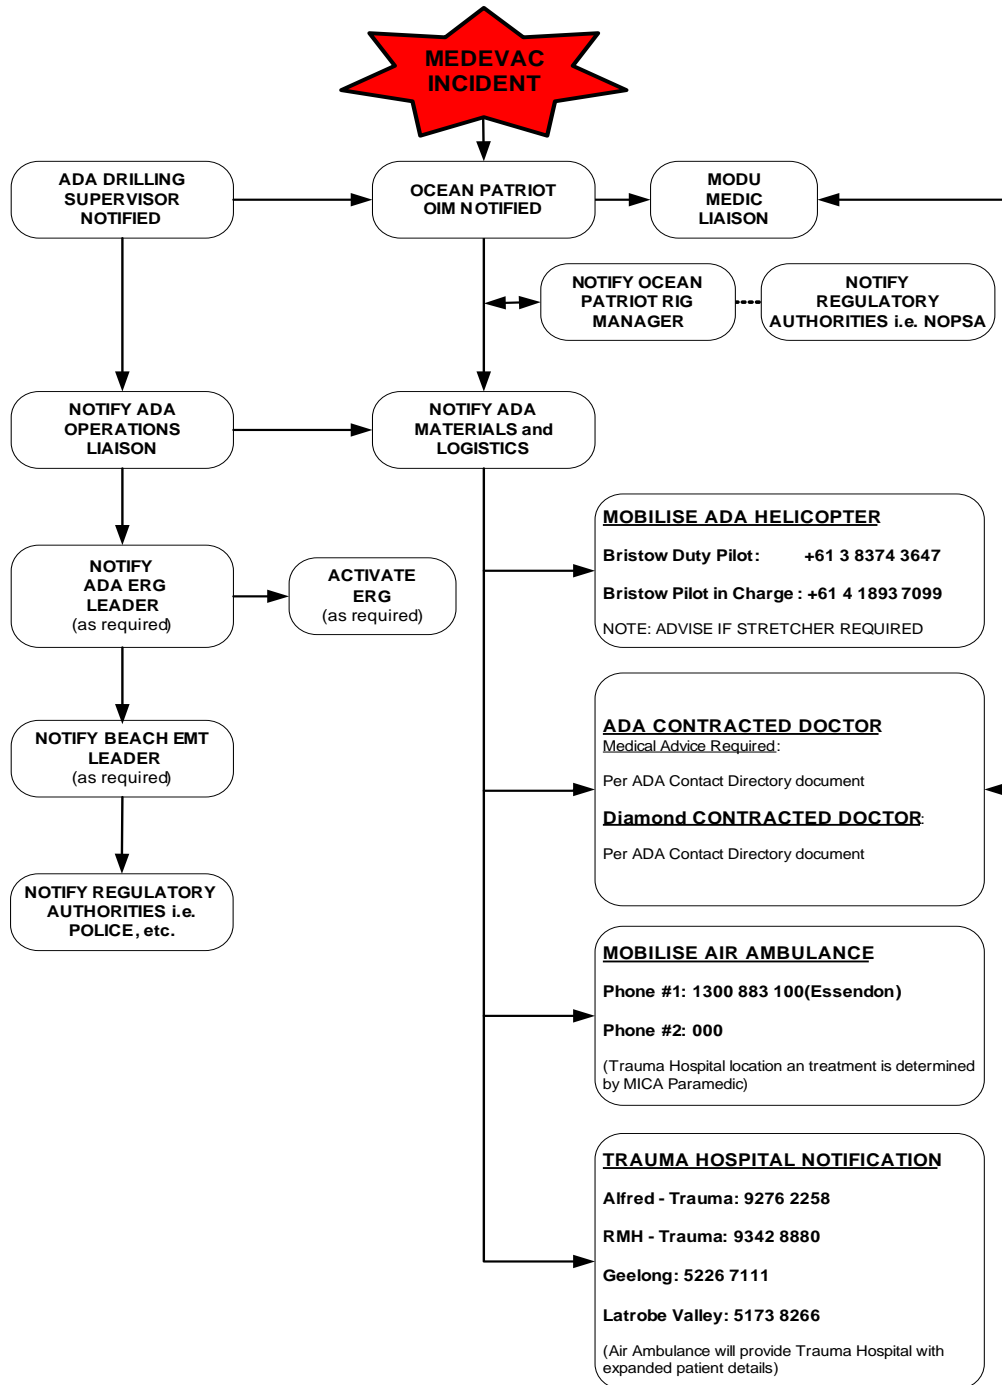 MEDEVAC
INCIDENT
ADA DRILLING
SUPERVISOR
NOTIFIED
OCEAN PATRIOT
OIM NOTIFIED
MODU
MEDIC
LIAISON
NOTIFY OCEAN
PATRIOT RIG
MANAGER
NOTIFY
REGULATORY
AUTHORITIES i.e. NOPSA
NOTIFY ADA
OPERATIONS
LIAISON
NOTIFY ADA
MATERIALS and
LOGISTICS
MOBILISE ADA HELICOPTER
Bristow Duty Pilot: +61 3 8374 3647
Bristow Pilot in Charge : +61 4 1893 7099
NOTE: ADVISE IF STRETCHER REQUIRED
NOTIFY
ADA ERG
LEADER
(as required)
ACTIVATE
ERG
(as required)
ADA CONTRACTED DOCTOR
Medical Advice Required:
Per ADA Contact Directory document
Diamond CONTRACTED DOCTOR:
Per ADA Contact Directory document
NOTIFY BEACH EMT
LEADER
(as required)
NOTIFY REGULATORY
AUTHORITIES i.e.
POLICE, etc.
MOBILISE AIR AMBULANCE
Phone #1: 1300 883 100(Essendon)
Phone #2: 000
(Trauma Hospital location an treatment is determined
by MICA Paramedic)
TRAUMA HOSPITAL NOTIFICATION
Alfred - Trauma: 9276 2258
RMH - Trauma: 9342 8880
Geelong: 5226 7111
Latrobe Valley: 5173 8266
(Air Ambulance will provide Trauma Hospital with
expanded patient details)